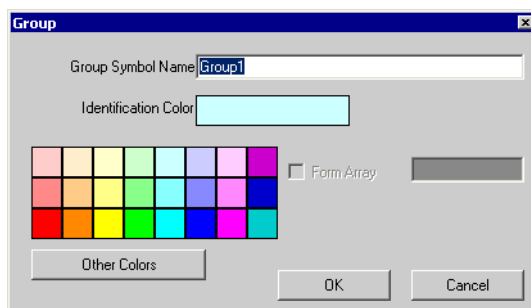 Group
Group Symbol Name Group1
Identification Color
Form Array
Other Colors
OK Cancel